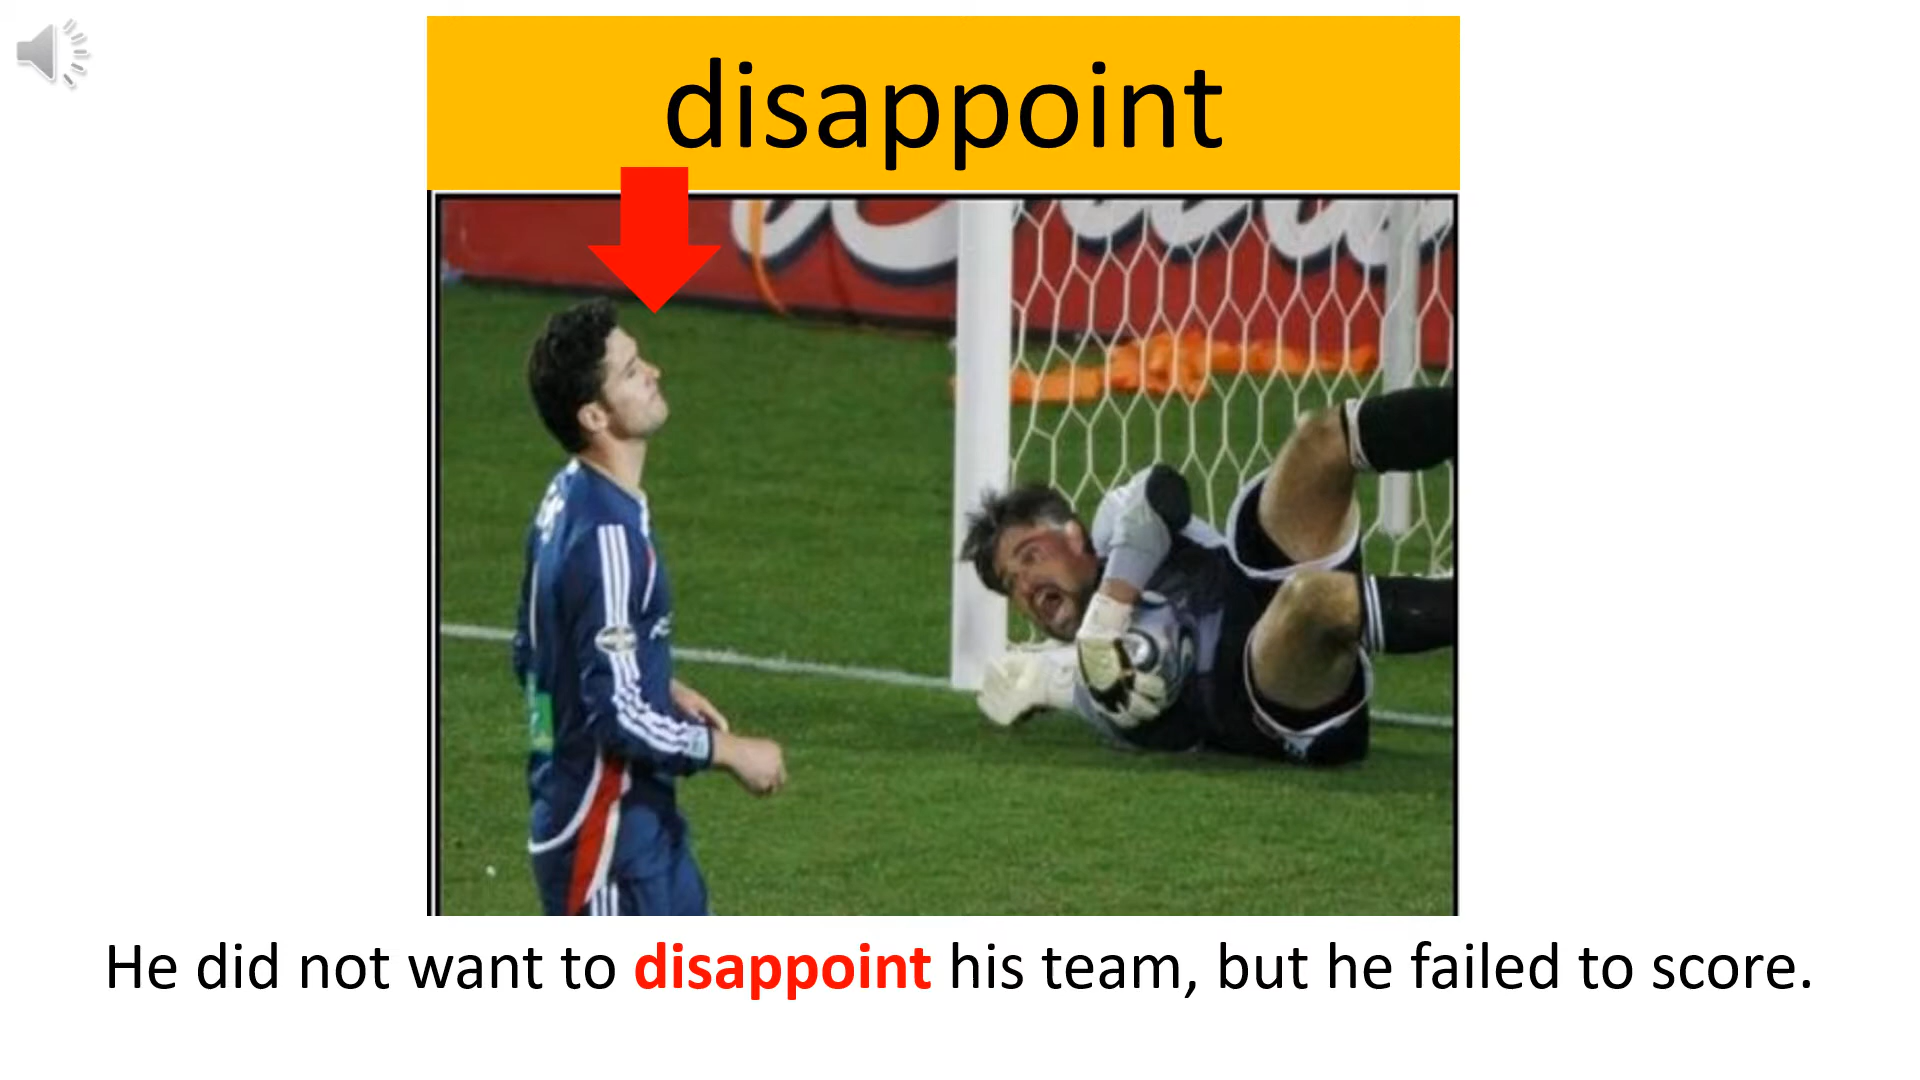 disappoint
He did not want to disappoint his team, but he failed to score.